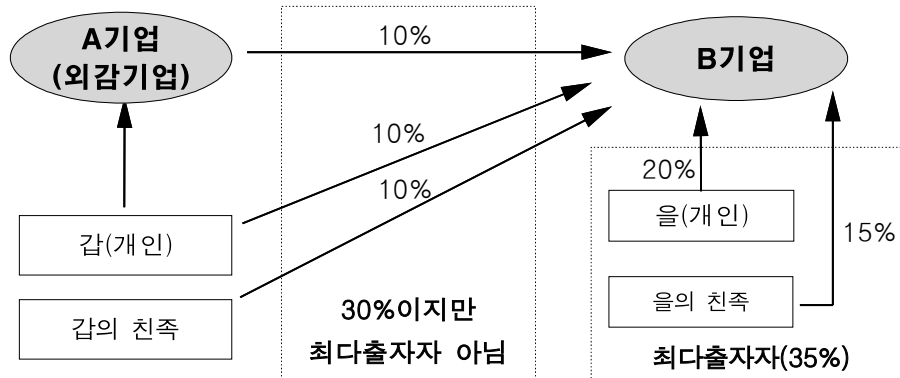 A기업
(외감기업)
10%
B기업
10%
10%
20%
갑(개인)
을(개인)
15%
갑의 친족
을의 친족
30%이지만
최다출자자 아님
최다출자자(35%)